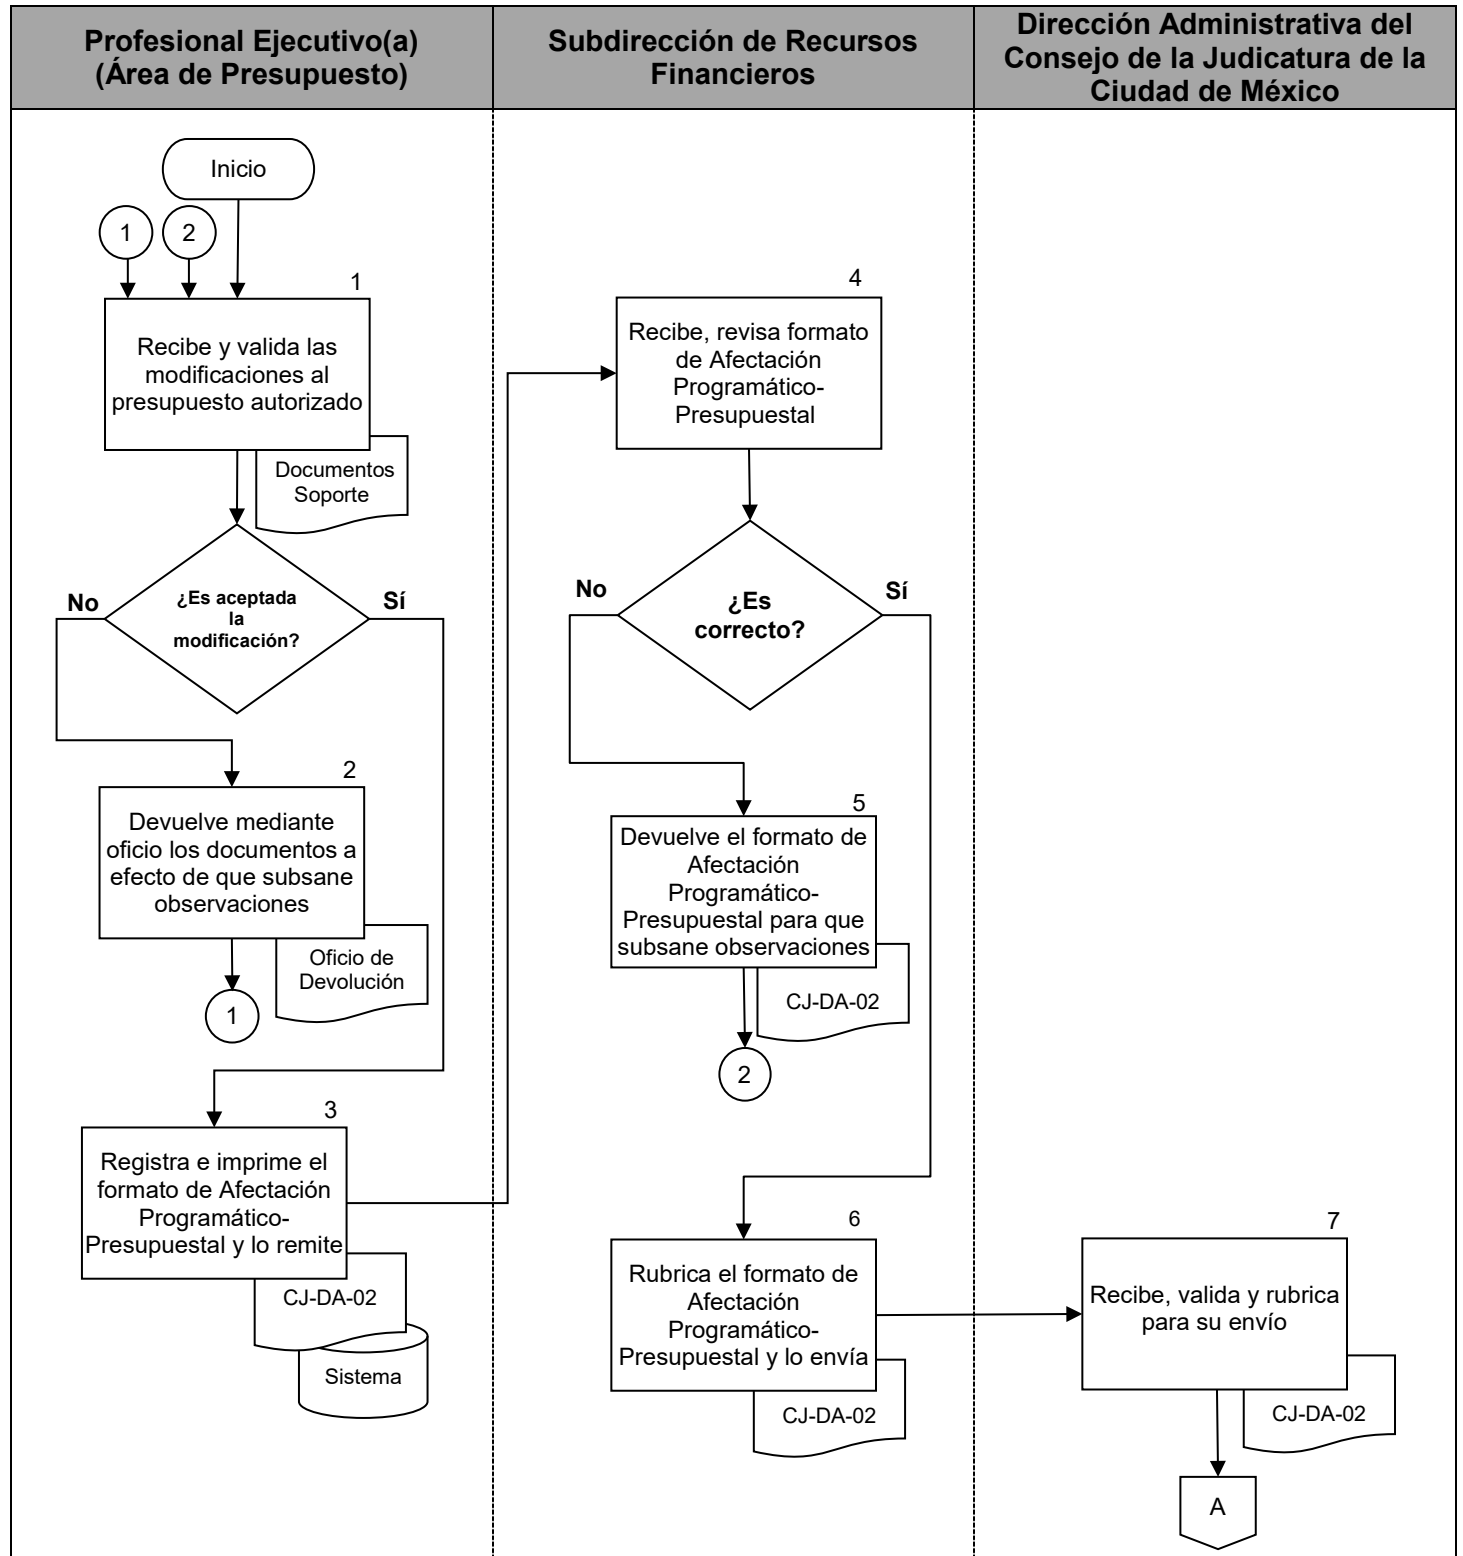 Profesional Ejecutivo(a)
(Área de Presupuesto)
Subdirección de Recursos
Financieros
Dirección Administrativa del
Consejo de la Judicatura de la
Ciudad de México
Inicio
1
2
1
Recibe y valida las
modificaciones al
presupuesto autorizado
Documentos
Soporte
¿Es aceptada
la
modificación?
No
Sí
2
Devuelve mediante
oficio los documentos a
efecto de que subsane
observaciones
Oficio de
Devolución
1
3
Registra e imprime el
formato de Afectación
Programático-
Presupuestal y lo remite
CJ-DA-02
Sistema
4
Recibe, revisa formato
de Afectación
Programático-
Presupuestal
¿Es
correcto?
No
Sí
5
Devuelve el formato de
Afectación
Programático-
Presupuestal para que
subsane observaciones
CJ-DA-02
2
6
Rubrica el formato de
Afectación
Programático-
Presupuestal y lo envía
CJ-DA-02
7
Recibe, valida y rubrica
para su envío
CJ-DA-02
A